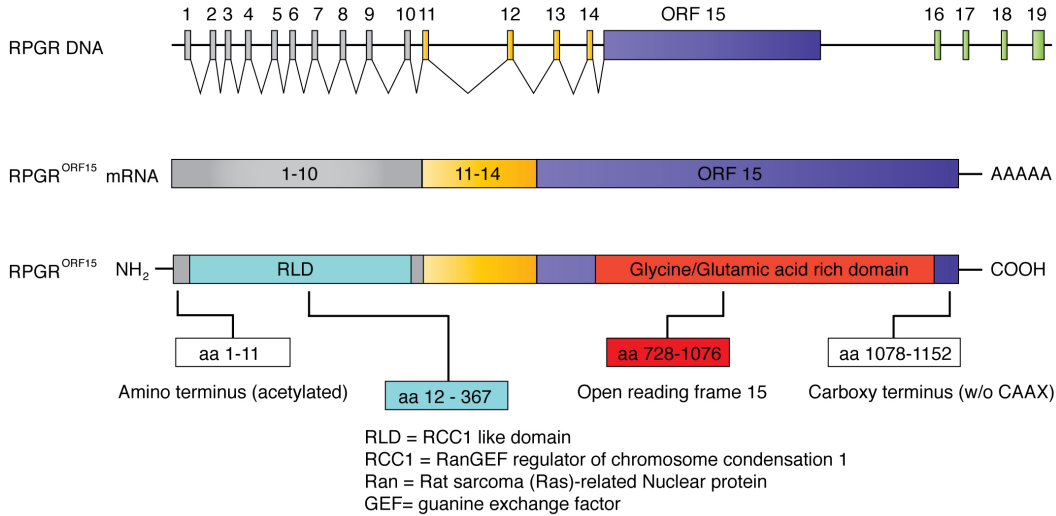 1 2 3 4 5 6 7 8 9 10 11 12 13 14 ORF 15 16 17 18 19
RPGR DNA
RPGR^ORF15 mRNA 1-10 11-14 ORF 15 AAAAA
RPGR^ORF15 NH₂ RLD Glycine/Glutamic acid rich domain COOH
aa 1-11 aa 728-1076 aa 1078-1152
Amino terminus (acetylated) aa 12 - 367 Open reading frame 15 Carboxy terminus (w/o CAAX)
RLD = RCC1 like domain
RCC1 = RanGEF regulator of chromosome condensation 1
Ran = Rat sarcoma (Ras)-related Nuclear protein
GEF= guanine exchange factor